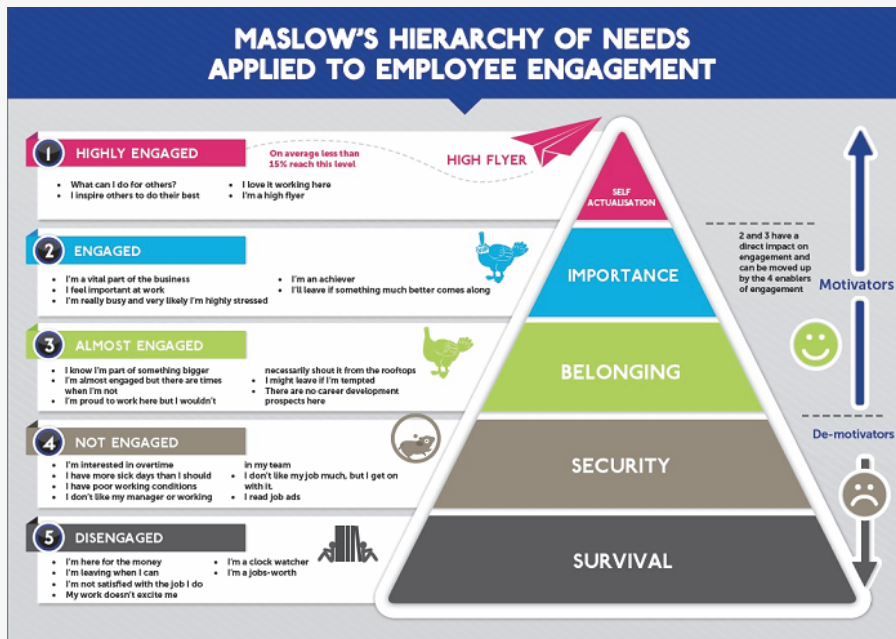 MASLOW'S HIERARCHY OF NEEDS
APPLIED TO EMPLOYEE ENGAGEMENT
1 HIGHLY ENGAGED
On average less than
15% reach this level
HIGH FLYER
• What can I do for others?
• I inspire others to do their best
• I love it working here
• I'm a high flyer
SELF
ACTUALISATION
2 ENGAGED
• I'm a vital part of the business
• I feel important at work
• I'm really busy and very likely I'm highly stressed
• I'm an achiever
• I'll leave if something much better comes along
IMPORTANCE
2 and 3 have a
direct impact on
engagement and
can be moved up
by the 4 enablers
of engagement
Motivators
3 ALMOST ENGAGED
• I know I'm part of something bigger
• I'm almost engaged but there are times
when I'm not
• I'm proud to work here but I wouldn't
necessarily shout it from the rooftops
• I might leave if I'm tempted
• There are no career development
prospects here
BELONGING
De-motivators
4 NOT ENGAGED
• I'm interested in overtime
• I have more sick days than I should
• I have poor working conditions
• I don't like my manager or working
in my team
• I don't like my job much, but I get on
with it.
• I read job ads
SECURITY
5 DISENGAGED
• I'm here for the money
• I'm leaving when I can
• I'm not satisfied with the job I do
• My work doesn't excite me
• I'm a clock watcher
• I'm a jobs-worth
SURVIVAL